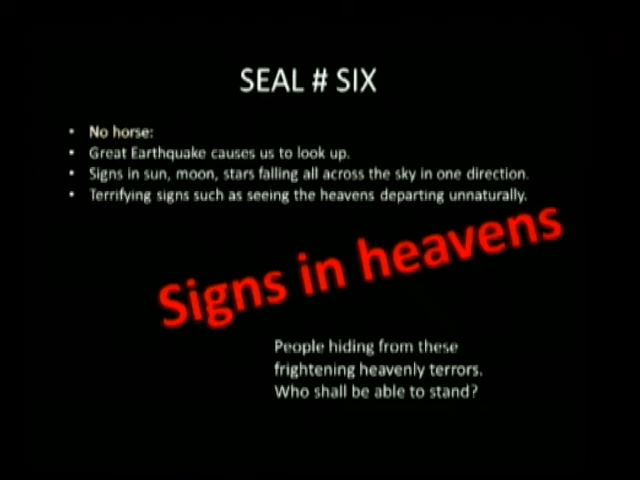 SEAL # SIX
• No horse:
• Great Earthquake causes us to look up.
• Signs in sun, moon, stars falling all across the sky in one direction.
• Terrifying signs such as seeing the heavens departing unnaturally.
Signs in heavens
People hiding from these
frightening heavenly terrors.
Who shall be able to stand?